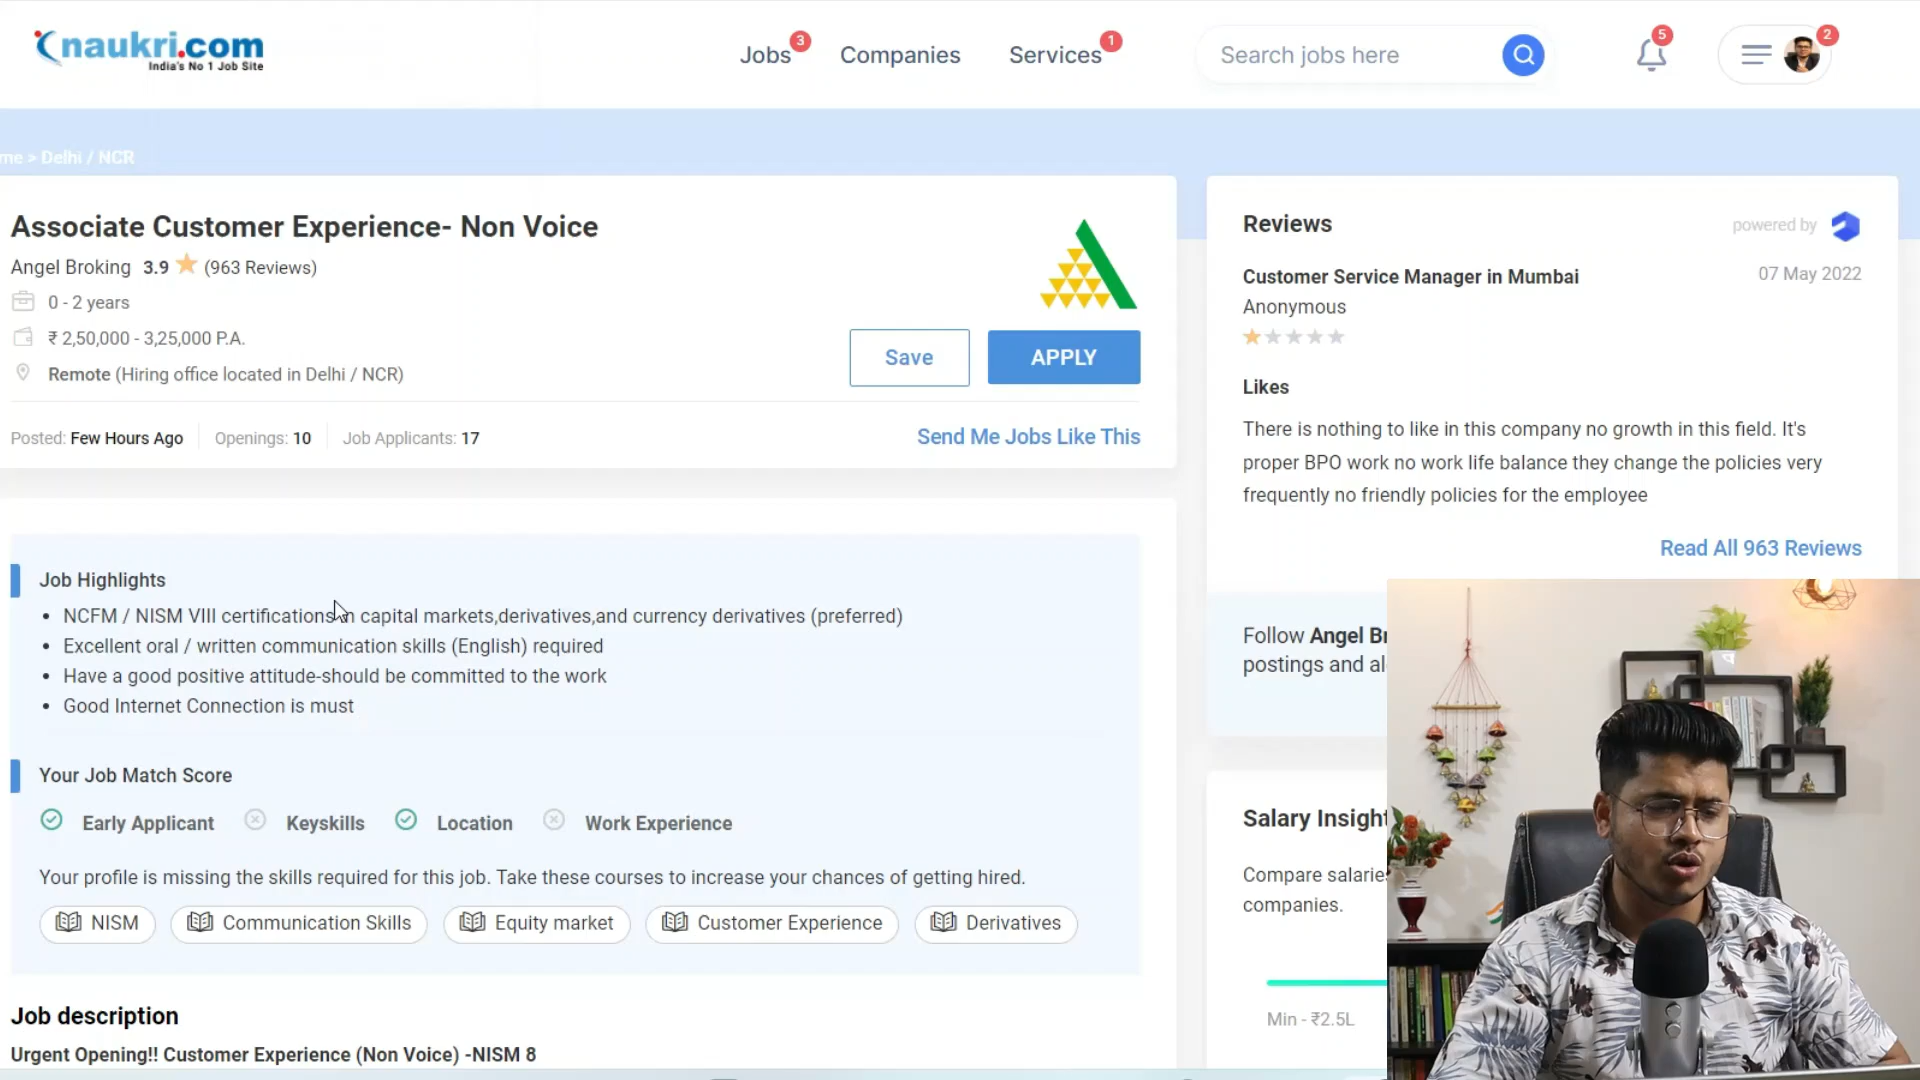 naukri.com
India's No 1 Job Site
Jobs 3
Companies
Services 1
Search jobs here
5
2
me > Delhi / NCR
Associate Customer Experience- Non Voice
Angel Broking 3.9 (963 Reviews)
0 - 2 years
₹ 2,50,000 - 3,25,000 P.A.
Remote (Hiring office located in Delhi / NCR)
Save
APPLY
Posted: Few Hours Ago
Openings: 10
Job Applicants: 17
Send Me Jobs Like This
Job Highlights
• NCFM / NISM VIII certifications in capital markets,derivatives,and currency derivatives (preferred)
• Excellent oral / written communication skills (English) required
• Have a good positive attitude-should be committed to the work
• Good Internet Connection is must
Your Job Match Score
Early Applicant
Keyskills
Location
Work Experience
Your profile is missing the skills required for this job. Take these courses to increase your chances of getting hired.
NISM
Communication Skills
Equity market
Customer Experience
Derivatives
Job description
Urgent Opening!! Customer Experience (Non Voice) -NISM 8
Reviews
powered by
Customer Service Manager in Mumbai
07 May 2022
Anonymous
Likes
There is nothing to like in this company no growth in this field. It's
proper BPO work no work life balance they change the policies very
frequently no friendly policies for the employee
Read All 963 Reviews
Follow Angel Br
postings and al
Salary Insight
Compare salarie
companies.
Min - ₹2.5L